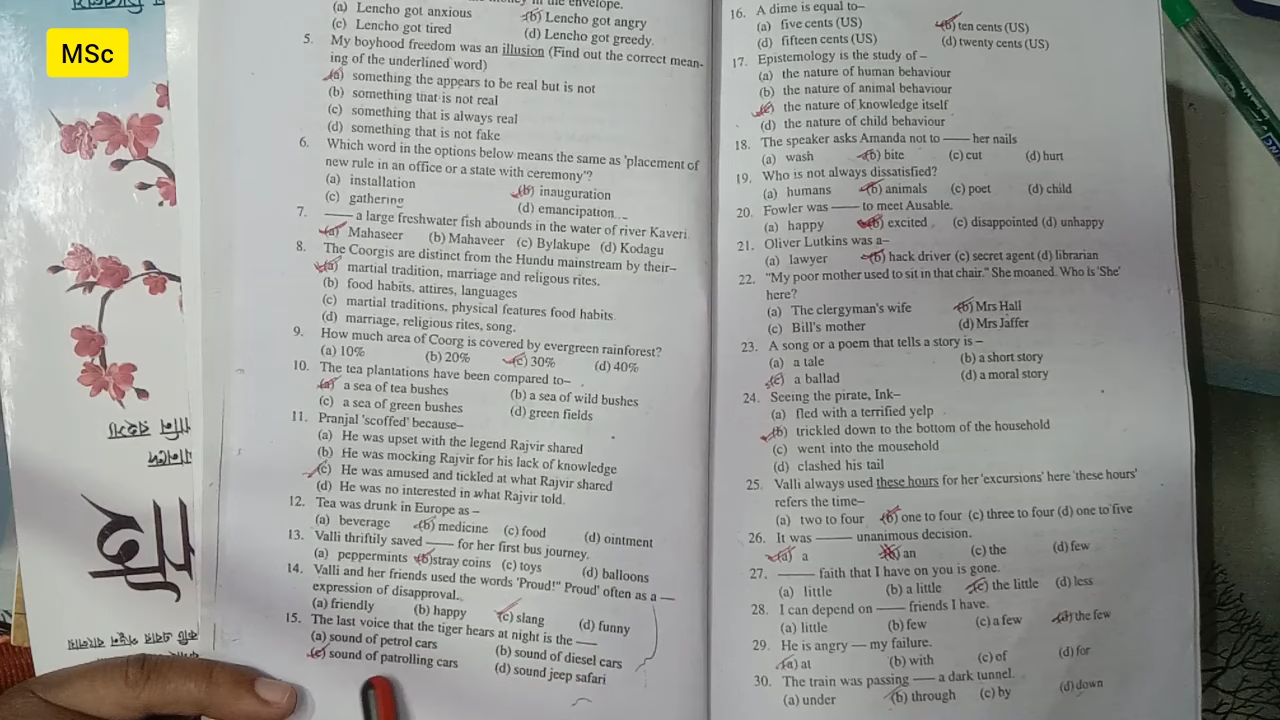 MSc
the envelope.
(a) Lencho got anxious (b) Lencho got angry
(c) Lencho got tired (d) Lencho got greedy.
5. My boyhood freedom was an illusion (Find out the correct mean-
ing of the underlined word)
(a) something the appears to be real but is not
(b) something that is not real
(c) something that is always real
(d) something that is not fake
6. Which word in the options below means the same as 'placement of
new rule in an office or a state with ceremony'?
(a) installation (b) inauguration
(c) gathering (d) emancipation
7. —— a large freshwater fish abounds in the water of river Kaveri.
(a) Mahaseer (b) Mahaveer (c) Bylakupe (d) Kodagu
8. The Coorgis are distinct from the Hundu mainstream by their–
(a) martial tradition, marriage and religous rites.
(b) food habits, attires, languages
(c) martial traditions, physical features food habits
(d) marriage, religious rites, song.
9. How much area of Coorg is covered by evergreen rainforest?
(a) 10% (b) 20% (c) 30% (d) 40%
10. The tea plantations have been compared to–
(a) a sea of tea bushes (b) a sea of wild bushes
(c) a sea of green bushes (d) green fields
11. Pranjal 'scoffed' because–
(a) He was upset with the legend Rajvir shared
(b) He was mocking Rajvir for his lack of knowledge
(c) He was amused and tickled at what Rajvir shared
(d) He was no interested in what Rajvir told.
12. Tea was drunk in Europe as –
(a) beverage (b) medicine (c) food (d) ointment
13. Valli thriftily saved —— for her first bus journey.
(a) peppermints (b) stray coins (c) toys (d) balloons
14. Valli and her friends used the words 'Proud!" Proud' often as a —
expression of disapproval.
(a) friendly (b) happy (c) slang (d) funny
15. The last voice that the tiger hears at night is the ——
(a) sound of petrol cars (b) sound of diesel cars
(c) sound of patrolling cars (d) sound jeep safari
16. A dime is equal to–
(a) five cents (US) (b) ten cents (US)
(d) fifteen cents (US) (d) twenty cents (US)
17. Epistemology is the study of –
(a) the nature of human behaviour
(b) the nature of animal behaviour
(c) the nature of knowledge itself
(d) the nature of child behaviour
18. The speaker asks Amanda not to —— her nails
(a) wash (b) bite (c) cut (d) hurt
19. Who is not always dissatisfied?
(a) humans (b) animals (c) poet (d) child
20. Fowler was —— to meet Ausable.
(a) happy (b) excited (c) disappointed (d) unhappy
21. Oliver Lutkins was a–
(a) lawyer (b) hack driver (c) secret agent (d) librarian
22. "My poor mother used to sit in that chair." She moaned. Who is 'She'
here?
(a) The clergyman's wife (b) Mrs Hall
(c) Bill's mother (d) Mrs Jaffer
23. A song or a poem that tells a story is –
(a) a tale (b) a short story
(c) a ballad (d) a moral story
24. Seeing the pirate, Ink–
(a) fled with a terrified yelp
(b) trickled down to the bottom of the household
(c) went into the mousehold
(d) clashed his tail
25. Valli always used these hours for her 'excursions' here 'these hours'
refers the time–
(a) two to four (b) one to four (c) three to four (d) one to five
26. It was —— unanimous decision.
(a) a (b) an (c) the (d) few
27. —— faith that I have on you is gone.
(a) little (b) a little (c) the little (d) less
28. I can depend on —— friends I have.
(a) little (b) few (c) a few (d) the few
29. He is angry — my failure.
(a) at (b) with (c) of (d) for
30. The train was passing —— a dark tunnel.
(a) under (b) through (c) by (d) down